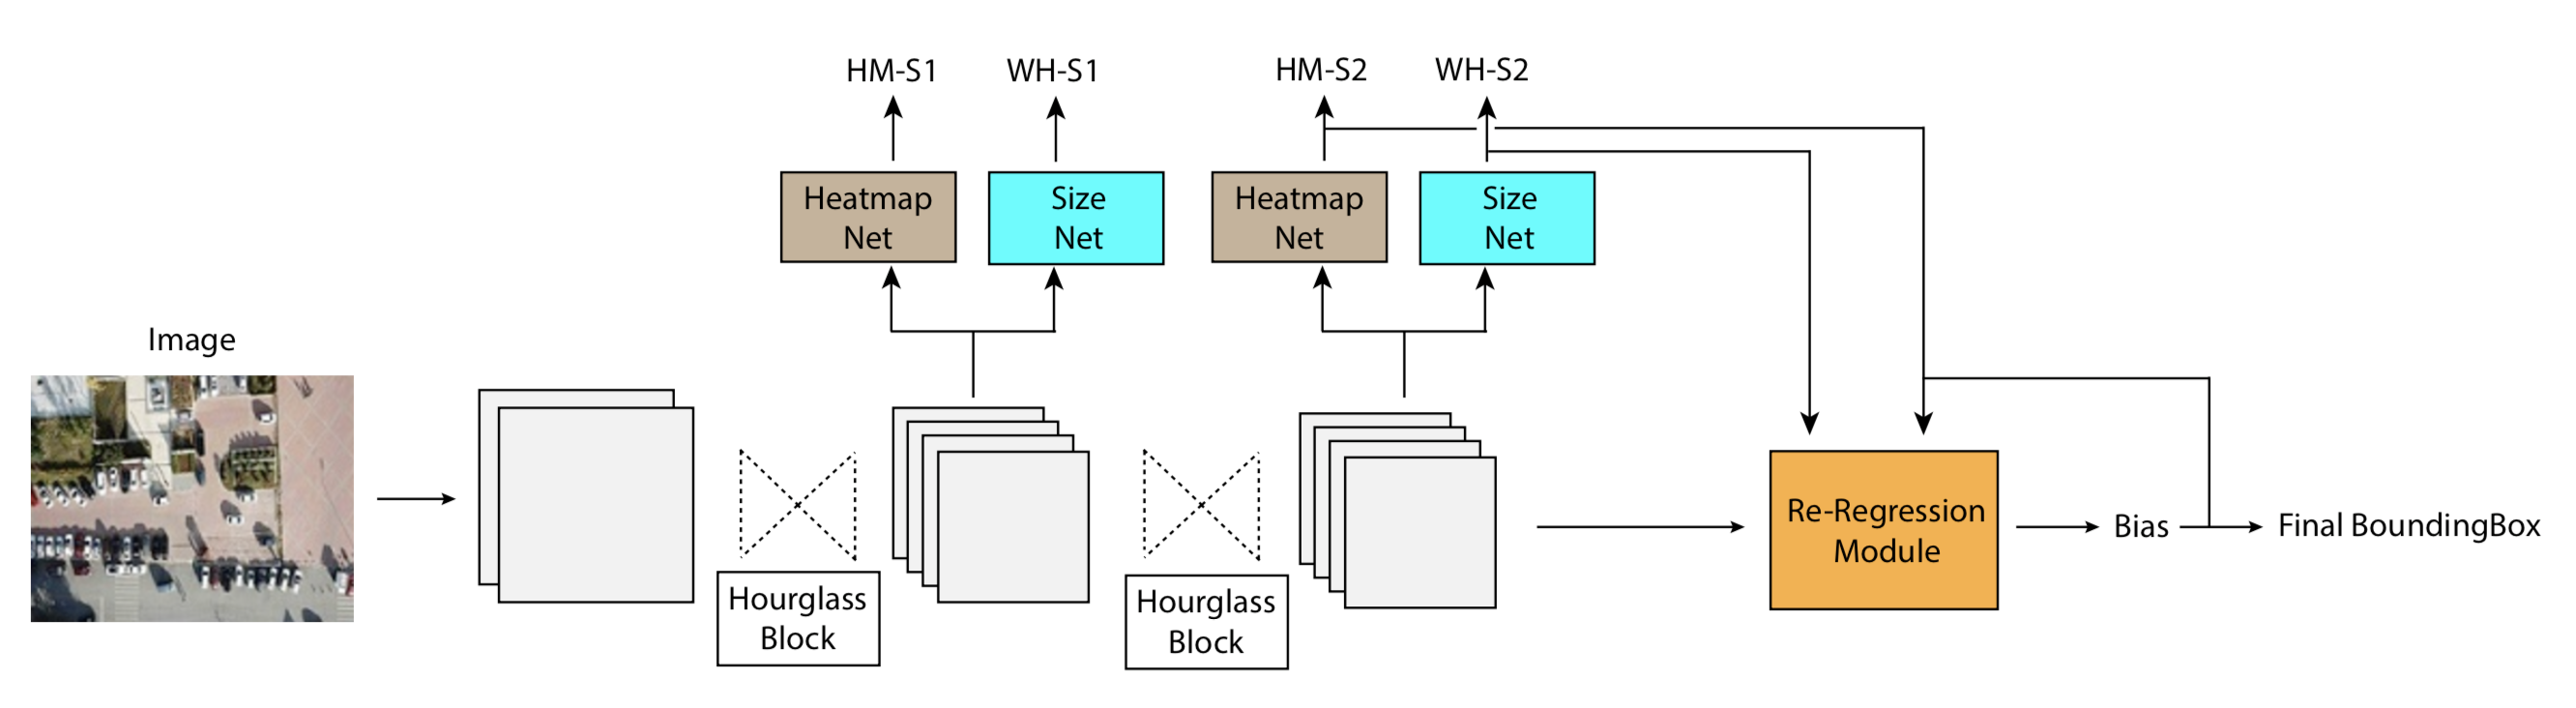 HM-S1
WH-S1
HM-S2
WH-S2
Heatmap
Net
Size
Net
Heatmap
Net
Size
Net
Image
Hourglass
Block
Hourglass
Block
Re-Regression
Module
Bias
Final BoundingBox